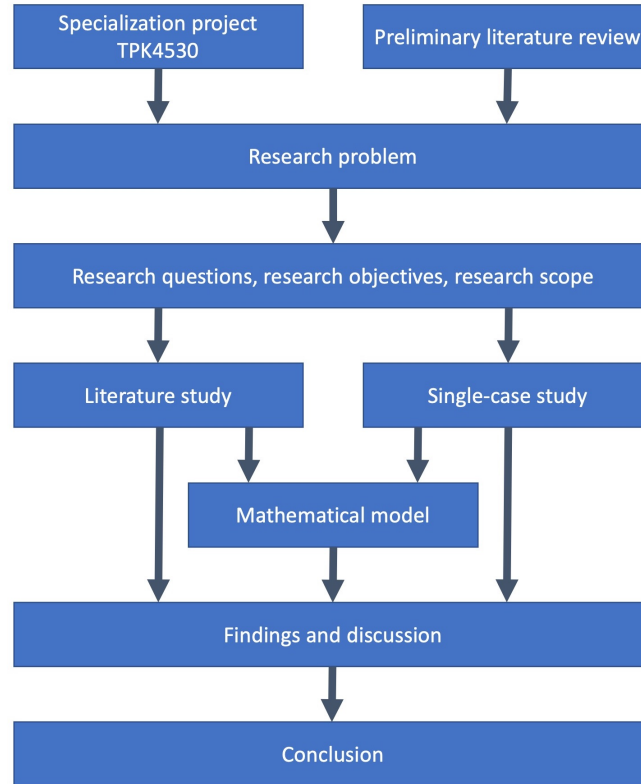 Specialization project
TPK4530
Preliminary literature review
Research problem
Research questions, research objectives, research scope
Literature study
Single-case study
Mathematical model
Findings and discussion
Conclusion